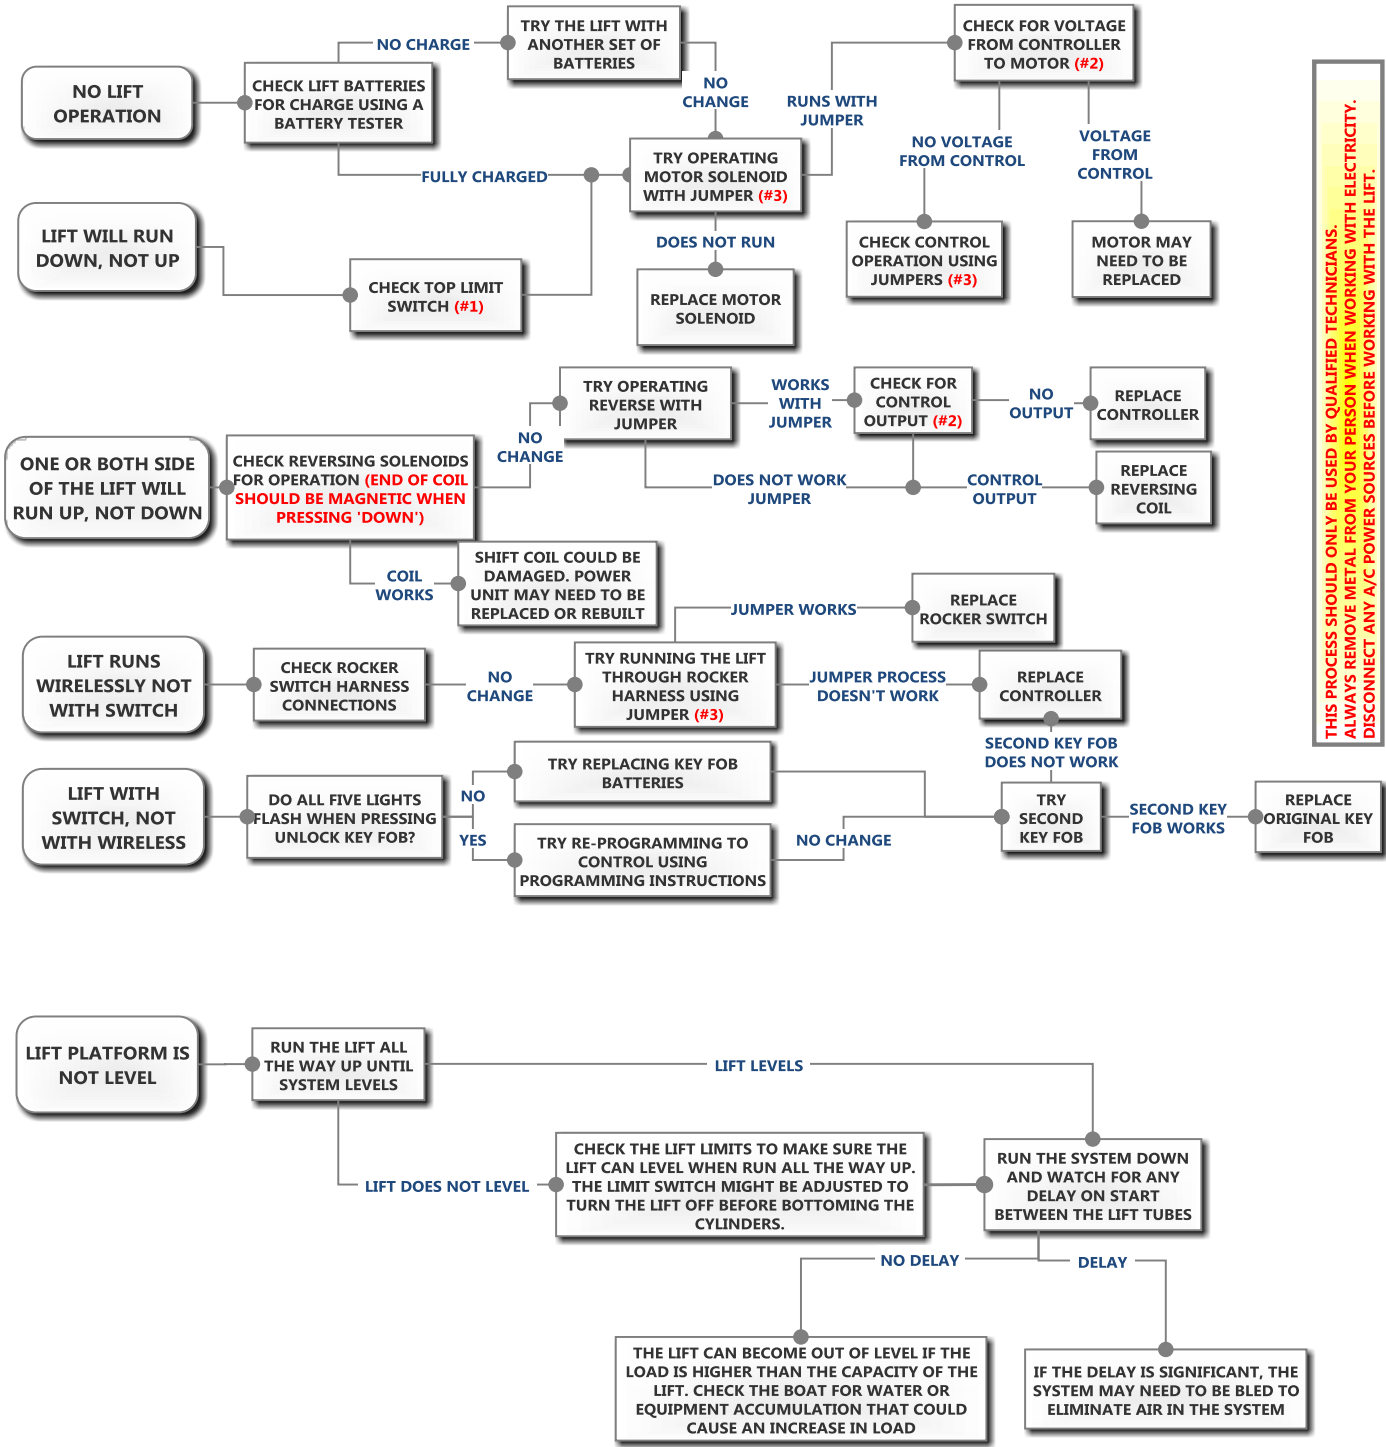 NO LIFT
OPERATION
CHECK LIFT BATTERIES
FOR CHARGE USING A
BATTERY TESTER
NO CHARGE
TRY THE LIFT WITH
ANOTHER SET OF
BATTERIES
NO
CHANGE
FULLY CHARGED
TRY OPERATING
MOTOR SOLENOID
WITH JUMPER (#3)
RUNS WITH
JUMPER
CHECK FOR VOLTAGE
FROM CONTROLLER
TO MOTOR (#2)
NO VOLTAGE
FROM CONTROL
VOLTAGE
FROM
CONTROL
CHECK CONTROL
OPERATION USING
JUMPERS (#3)
MOTOR MAY
NEED TO BE
REPLACED
DOES NOT RUN
REPLACE MOTOR
SOLENOID
LIFT WILL RUN
DOWN, NOT UP
CHECK TOP LIMIT
SWITCH (#1)
ONE OR BOTH SIDE
OF THE LIFT WILL
RUN UP, NOT DOWN
CHECK REVERSING SOLENOIDS
FOR OPERATION (END OF COIL
SHOULD BE MAGNETIC WHEN
PRESSING 'DOWN')
NO
CHANGE
TRY OPERATING
REVERSE WITH
JUMPER
WORKS
WITH
JUMPER
CHECK FOR
CONTROL
OUTPUT (#2)
NO
OUTPUT
REPLACE
CONTROLLER
DOES NOT WORK
JUMPER
CONTROL
OUTPUT
REPLACE
REVERSING
COIL
COIL
WORKS
SHIFT COIL COULD BE
DAMAGED. POWER
UNIT MAY NEED TO BE
REPLACED OR REBUILT
LIFT RUNS
WIRELESSLY NOT
WITH SWITCH
CHECK ROCKER
SWITCH HARNESS
CONNECTIONS
NO
CHANGE
TRY RUNNING THE LIFT
THROUGH ROCKER
HARNESS USING
JUMPER (#3)
JUMPER WORKS
REPLACE
ROCKER SWITCH
JUMPER PROCESS
DOESN'T WORK
REPLACE
CONTROLLER
SECOND KEY FOB
DOES NOT WORK
LIFT WITH
SWITCH, NOT
WITH WIRELESS
DO ALL FIVE LIGHTS
FLASH WHEN PRESSING
UNLOCK KEY FOB?
NO
YES
TRY REPLACING KEY FOB
BATTERIES
TRY RE-PROGRAMMING TO
CONTROL USING
PROGRAMMING INSTRUCTIONS
NO CHANGE
TRY
SECOND
KEY FOB
SECOND KEY
FOB WORKS
REPLACE
ORIGINAL KEY
FOB
LIFT PLATFORM IS
NOT LEVEL
RUN THE LIFT ALL
THE WAY UP UNTIL
SYSTEM LEVELS
LIFT LEVELS
LIFT DOES NOT LEVEL
CHECK THE LIFT LIMITS TO MAKE SURE THE
LIFT CAN LEVEL WHEN RUN ALL THE WAY UP.
THE LIMIT SWITCH MIGHT BE ADJUSTED TO
TURN THE LIFT OFF BEFORE BOTTOMING THE
CYLINDERS.
RUN THE SYSTEM DOWN
AND WATCH FOR ANY
DELAY ON START
BETWEEN THE LIFT TUBES
NO DELAY
DELAY
THE LIFT CAN BECOME OUT OF LEVEL IF THE
LOAD IS HIGHER THAN THE CAPACITY OF THE
LIFT. CHECK THE BOAT FOR WATER OR
EQUIPMENT ACCUMULATION THAT COULD
CAUSE AN INCREASE IN LOAD
IF THE DELAY IS SIGNIFICANT, THE
SYSTEM MAY NEED TO BE BLED TO
ELIMINATE AIR IN THE SYSTEM
THIS PROCESS SHOULD ONLY BE USED BY QUALIFIED TECHNICIANS.
ALWAYS REMOVE METAL FROM YOUR PERSON WHEN WORKING WITH ELECTRICITY.
DISCONNECT ANY A/C POWER SOURCES BEFORE WORKING WITH THE LIFT.